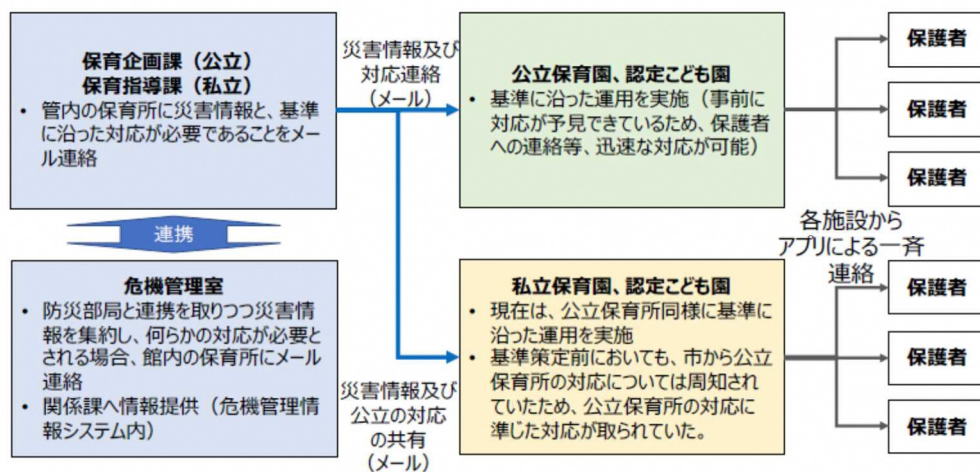 保育企画課（公立）
保育指導課（私立）
• 管内の保育所に災害情報と、基準
に沿った対応が必要であることをメー
ル連絡
災害情報及び
対応連絡
（メール）
公立保育園、認定こども園
• 基準に沿った運用を実施（事前に
対応が予見できているため、保護者
への連絡等、迅速な対応が可能）
保護者
保護者
保護者
連携
各施設から
アプリによる一斉
連絡
危機管理室
• 防災部局と連携を取りつつ災害情
報を集約し、何らかの対応が必要と
される場合、館内の保育所にメール
連絡
• 関係課へ情報提供（危機管理情
報システム内）
災害情報及び
公立の対応
の共有
（メール）
私立保育園、認定こども園
• 現在は、公立保育所同様に基準に
沿った運用を実施
• 基準策定前においても、市から公立
保育所の対応については周知され
ていたため、公立保育所の対応に
準じた対応が取られていた。
保護者
保護者
保護者